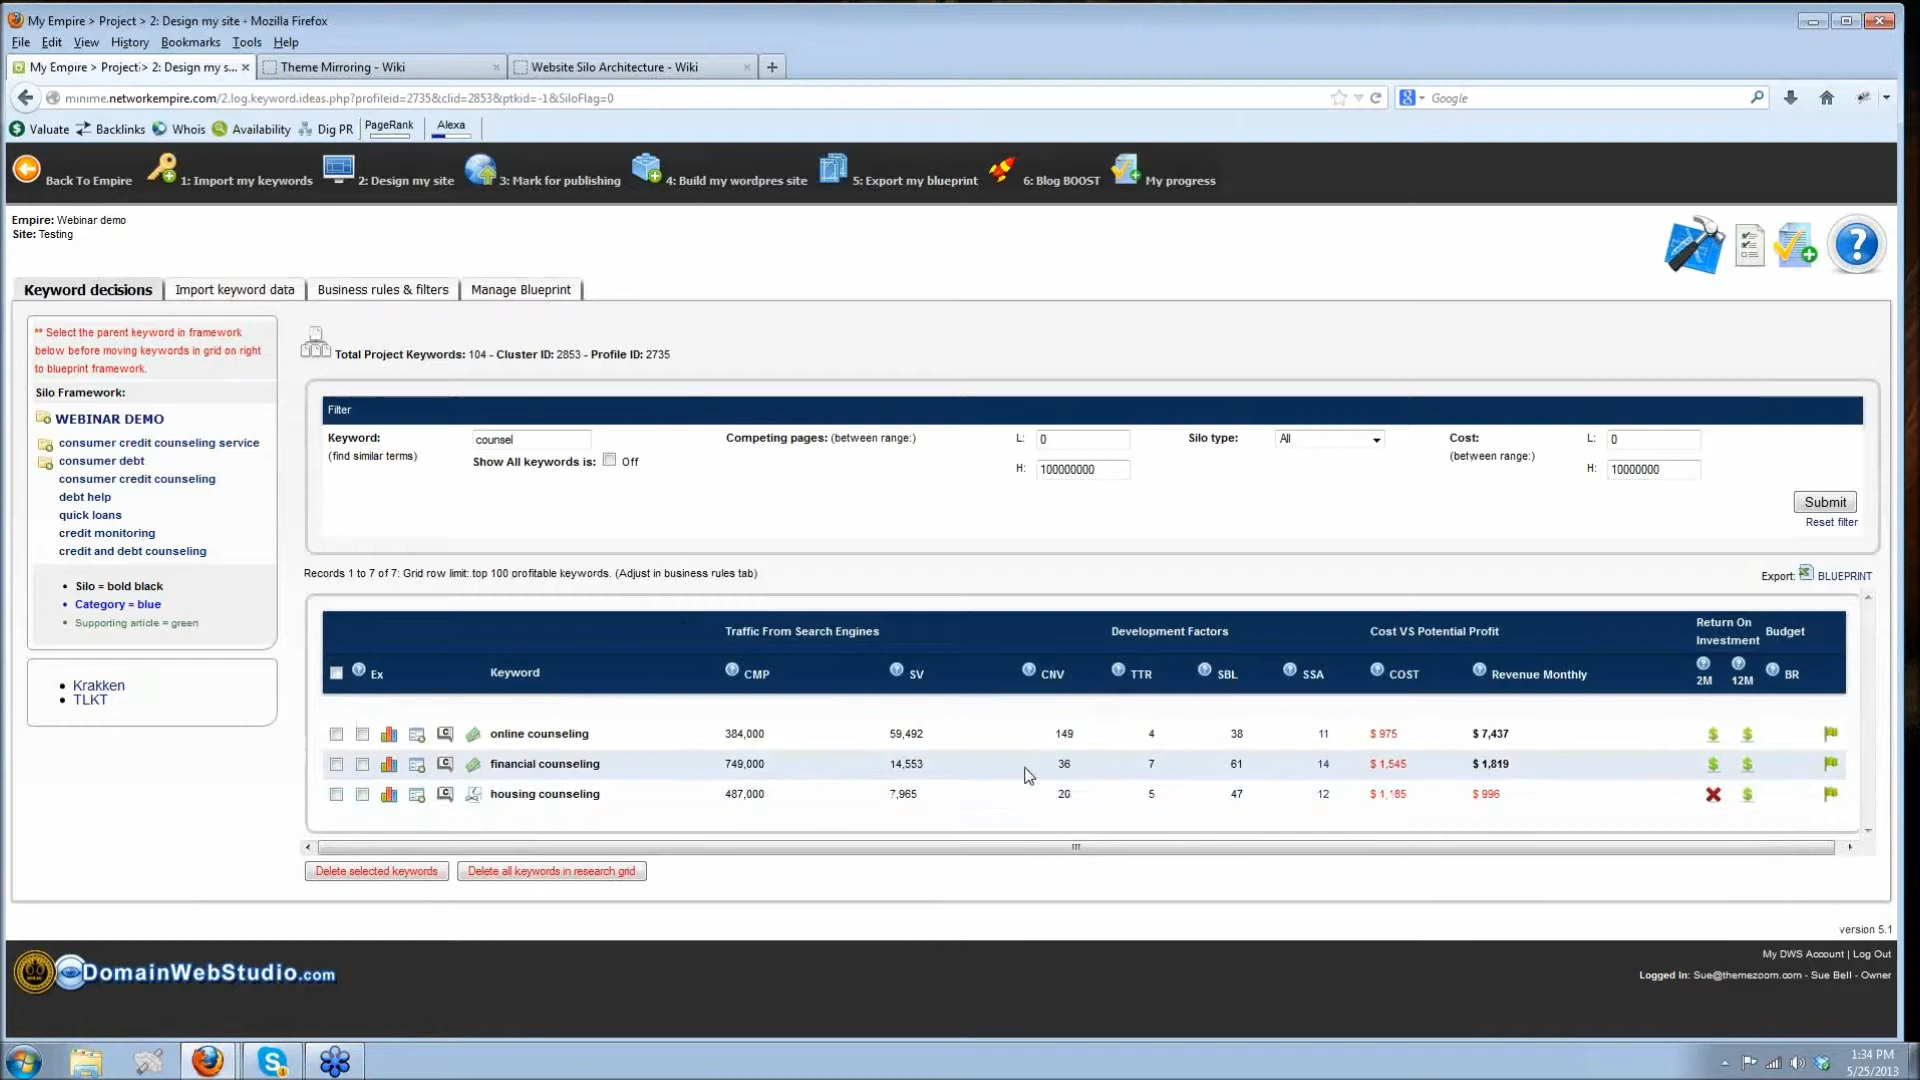 My Empire > Project > 2: Design my site - Mozilla Firefox
File Edit View History Bookmarks Tools Help
My Empire > Project > 2: Design my s... × Theme Mirroring - Wiki × Website Silo Architecture - Wiki × +
minime.networkempire.com/2.log.keyword.ideas.php?profileid=2735&clid=2853&ptkid=-1&SiloFlag=0 Google
Valuate Backlinks Whois Availability Dig PR PageRank Alexa
Back To Empire 1: Import my keywords 2: Design my site 3: Mark for publishing 4: Build my wordpres site 5: Export my blueprint 6: Blog BOOST My progress
Empire: Webinar demo
Site: Testing
Keyword decisions Import keyword data Business rules & filters Manage Blueprint
** Select the parent keyword in framework
below before moving keywords in grid on right
to blueprint framework.
Silo Framework:
WEBINAR DEMO
consumer credit counseling service
consumer debt
consumer credit counseling
debt help
quick loans
credit monitoring
credit and debt counseling
• Silo = bold black
• Category = blue
• Supporting article = green
• Krakken
• TLKT
Total Project Keywords: 104 - Cluster ID: 2853 - Profile ID: 2735
Filter
Keyword: counsel Competing pages: (between range:) L: 0 Silo type: All Cost: L: 0
(find similar terms) Show All keywords is: Off H: 100000000 (between range:) H: 10000000
Submit
Reset filter
Records 1 to 7 of 7: Grid row limit: top 100 profitable keywords. (Adjust in business rules tab) Export: BLUEPRINT
Traffic From Search Engines Development Factors Cost VS Potential Profit Return On Investment Budget
Ex Keyword CMP SV CNV TTR SBL SSA COST Revenue Monthly 2M 12M BR
online counseling 384,000 59,492 149 4 38 11 $ 975 $ 7,437 $ $
financial counseling 749,000 14,553 36 7 61 14 $ 1,545 $ 1,819 $ $
housing counseling 487,000 7,965 20 5 47 12 $ 1,185 $ 996 $
Delete selected keywords Delete all keywords in research grid
version 5.1
My DWS Account | Log Out
DomainWebStudio.com
Logged In: Sue@themezoom.com - Sue Bell - Owner
1:34 PM
5/25/2013